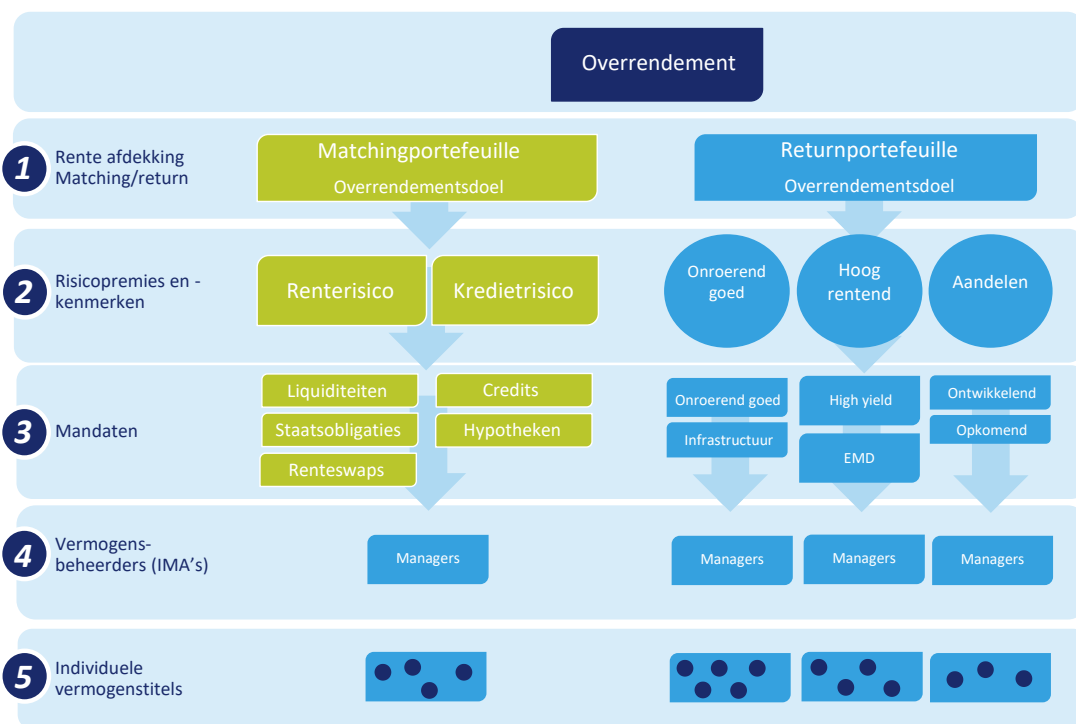 Overrendement
1
Rente afdekking
Matching/return
Matchingportefeuille
Overrendementsdoel
Returnportefeuille
Overrendementsdoel
2
Risicopremies en -
kenmerken
Renterisico
Kredietrisico
Onroerend
goed
Hoog
rentend
Aandelen
3
Mandaten
Liquiditeiten
Credits
Staatsobligaties
Hypotheken
Renteswaps
Onroerend goed
Infrastructuur
High yield
EMD
Ontwikkelend
Opkomend
4
Vermogens-
beheerders (IMA's)
Managers
Managers
Managers
Managers
5
Individuele
vermogenstitels